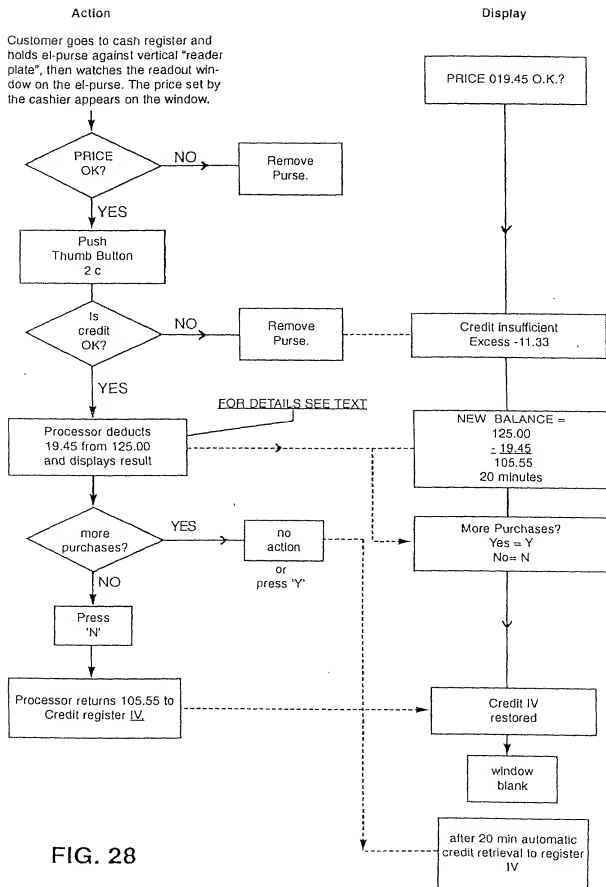 Action
Display
Customer goes to cash register and
holds el-purse against vertical “reader
plate”, then watches the readout win-
dow on the el-purse. The price set by
the cashier appears on the window.
PRICE 019.45 O.K.?
PRICE
OK?
NO
Remove
Purse.
YES
Push
Thumb Button
2 c
Is
credit
OK?
NO
Remove
Purse.
Credit insufficient
Excess -11.33
YES
FOR DETAILS SEE TEXT
Processor deducts
19.45 from 125.00
and displays result
NEW BALANCE =
125.00
- 19.45
105.55
20 minutes
more
purchases?
YES
no
action
or
press 'Y'
More Purchases?
Yes = Y
No= N
NO
Press
'N'
Processor returns 105.55 to
Credit register IV.
Credit IV
restored
window
blank
after 20 min automatic
credit retrieval to register
IV
FIG. 28